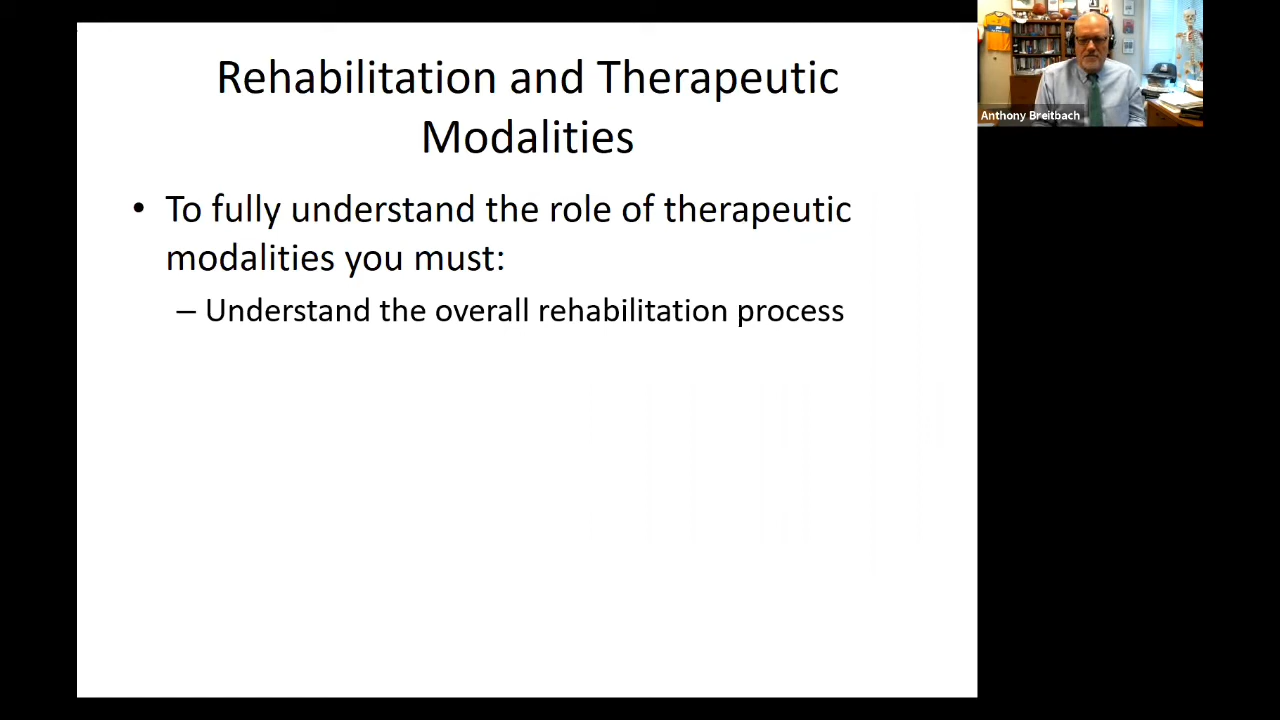 Rehabilitation and Therapeutic
Modalities
• To fully understand the role of therapeutic
modalities you must:
– Understand the overall rehabilitation process
Anthony Breitbach